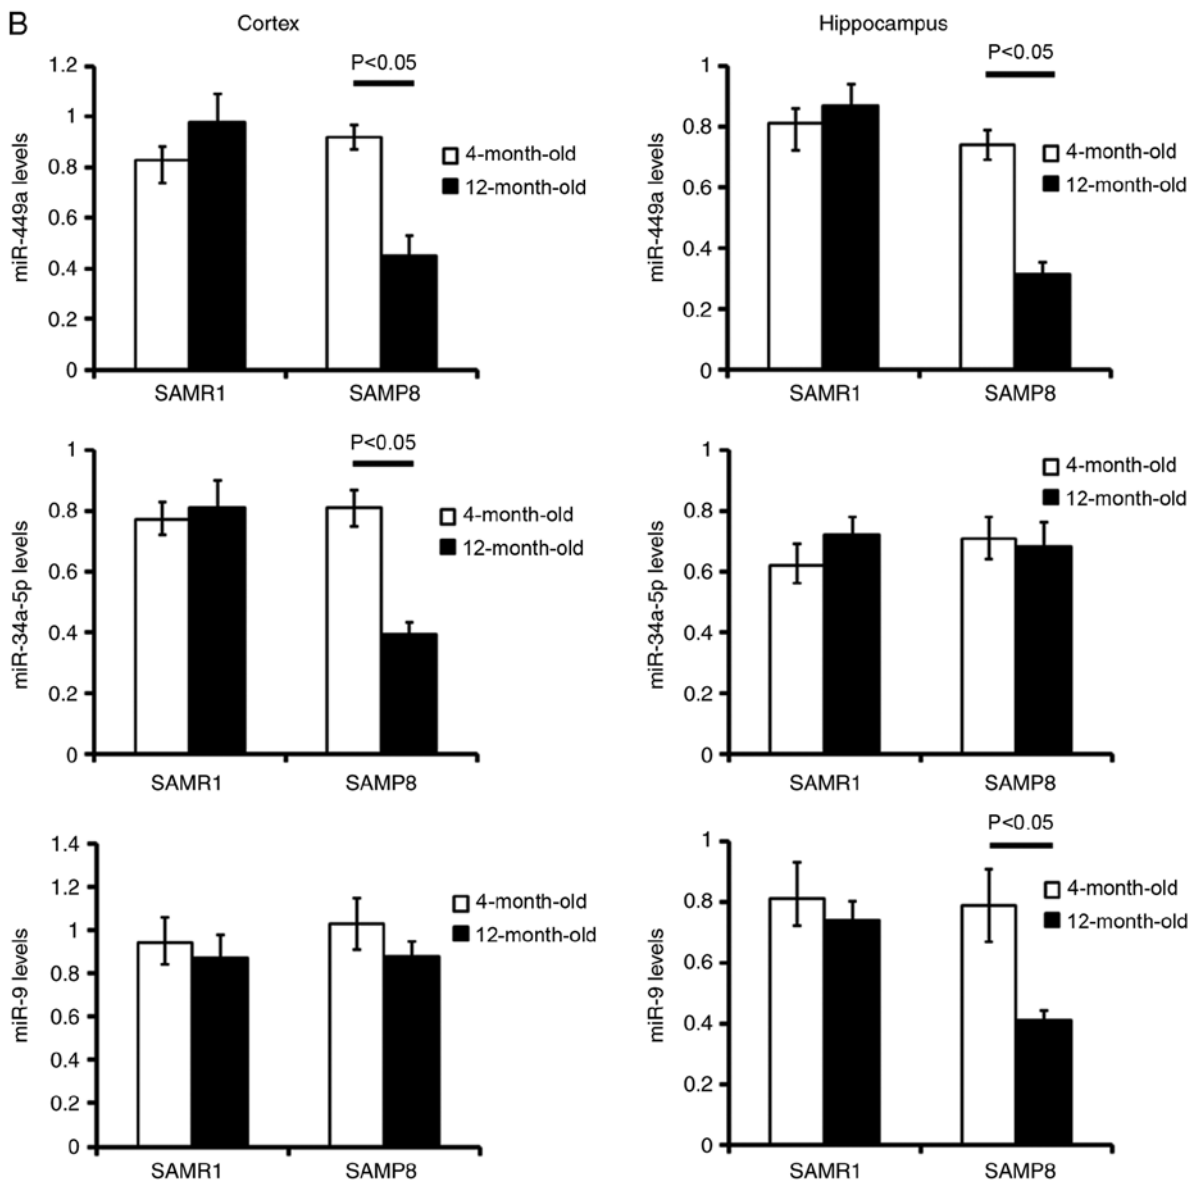 B
Cortex
Hippocampus
P<0.05
miR-449a levels
1.2
1
0.8
0.6
0.4
0.2
0
SAMR1
SAMP8
4-month-old
12-month-old
P<0.05
miR-449a levels
1
0.8
0.6
0.4
0.2
0
SAMR1
SAMP8
4-month-old
12-month-old
P<0.05
miR-34a-5p levels
1
0.8
0.6
0.4
0.2
0
SAMR1
SAMP8
4-month-old
12-month-old
miR-34a-5p levels
1
0.8
0.6
0.4
0.2
0
SAMR1
SAMP8
4-month-old
12-month-old
miR-9 levels
1.4
1.2
1
0.8
0.6
0.4
0.2
0
SAMR1
SAMP8
4-month-old
12-month-old
P<0.05
miR-9 levels
1
0.8
0.6
0.4
0.2
0
SAMR1
SAMP8
4-month-old
12-month-old